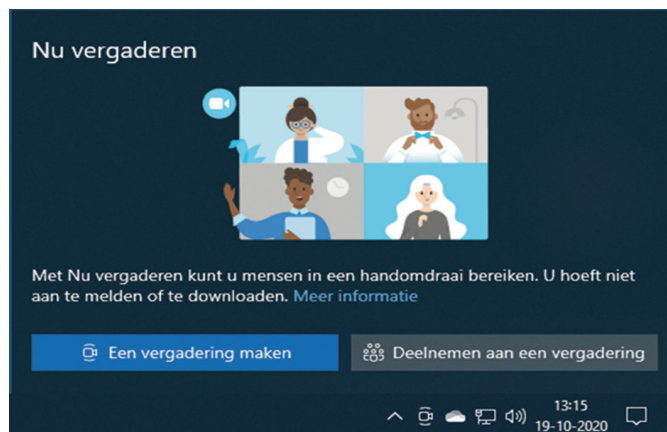 Nu vergaderen
Met Nu vergaderen kunt u mensen in een handomdraai bereiken. U hoeft niet
aan te melden of te downloaden. Meer informatie
Een vergadering maken
Deelnemen aan een vergadering
13:15
19-10-2020